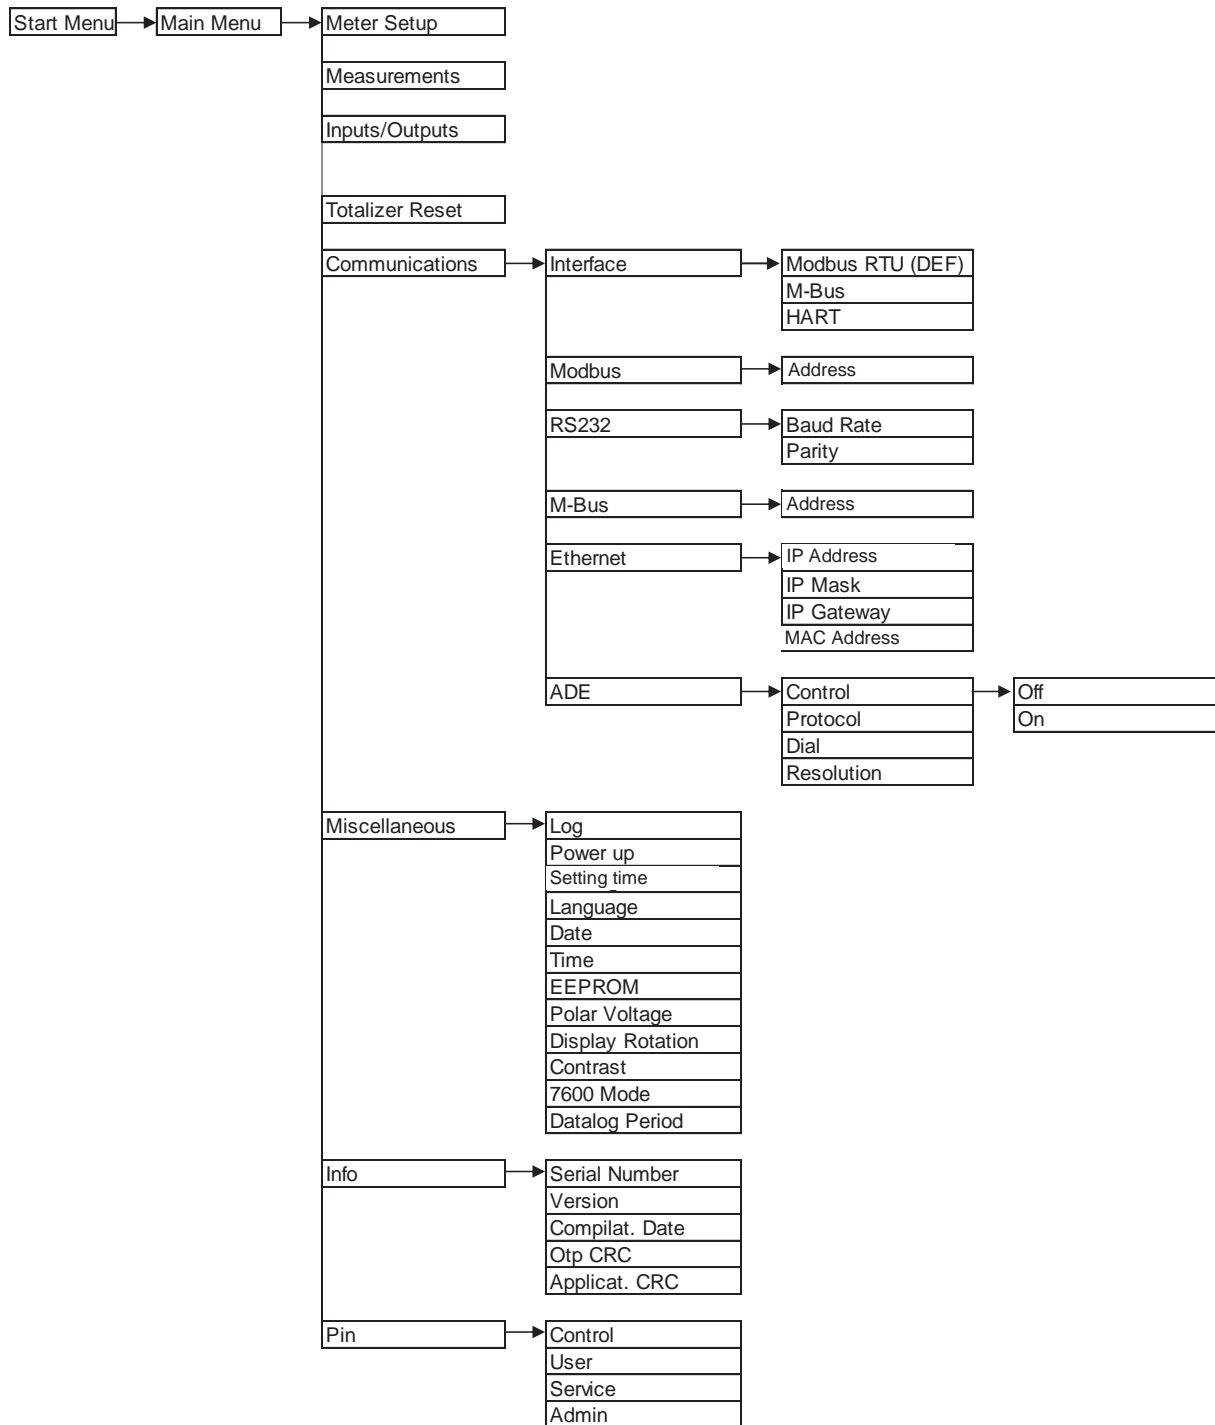 Start Menu
Main Menu
Meter Setup
Measurements
Inputs/Outputs
Totalizer Reset
Communications
Interface
Modbus RTU (DEF)
M-Bus
HART
Modbus
Address
RS232
Baud Rate
Parity
M-Bus
Address
Ethernet
IP Address
IP Mask
IP Gateway
MAC Address
ADE
Control
Off
On
Protocol
Dial
Resolution
Miscellaneous
Log
Power up
Setting time
Language
Date
Time
EEPROM
Polar Voltage
Display Rotation
Contrast
7600 Mode
Datalog Period
Info
Serial Number
Version
Compilat. Date
Otp CRC
Applicat. CRC
Pin
Control
User
Service
Admin